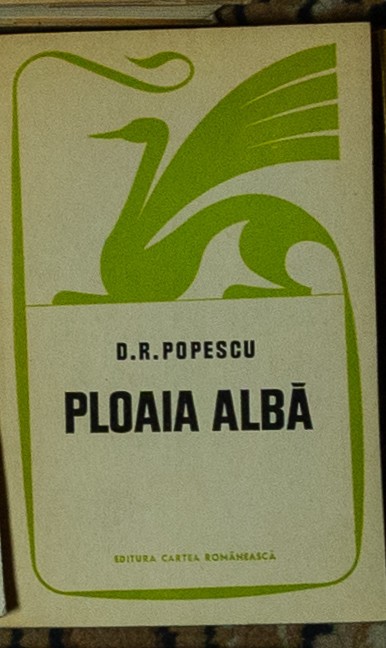 D.R.POPESCU
PLOAIA ALBĂ
EDITURA CARTEA ROMÂNEASCĂ